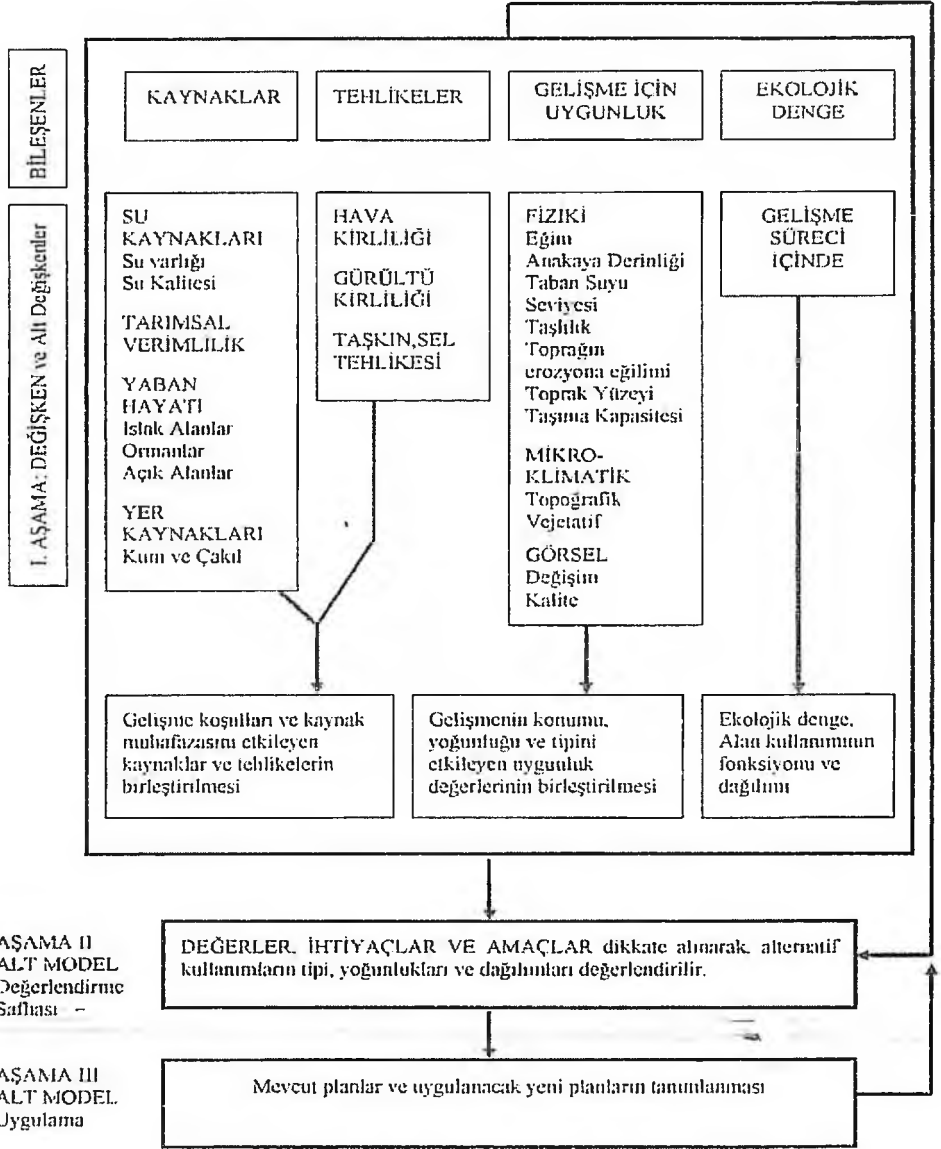 BİLEŞENLER
KAYNAKLAR
TEHLİKELER
GELİŞME İÇİN
UYGUNLUK
EKOLOJİK
DENGE
I. AŞAMA: DEĞİŞKEN ve Alt Değişkenler
SU
KAYNAKLARI
Su varlığı
Su Kalitesi
TARIMSAL
VERİMLİLİK
YABAN
HAYATI
Islak Alanlar
Ormanlar
Açık Alanlar
YER
KAYNAKLARI
Kum ve Çakıl
HAVA
KİRLİLİĞİ
GÜRÜLTÜ
KİRLİLİĞİ
TAŞKIN,SEL
TEHLİKESİ
FİZİKİ
Eğim
Anakaya Derinliği
Taban Suyu
Seviyesi
Taşlılık
Toprağın
erozyona eğilimi
Toprak Yüzeyi
Taşıma Kapasitesi
MİKRO-
KLİMATİK
Topoğrafik
Vejetatif
GÖRSEL
Değişim
Kalite
GELİŞME
SÜRECİ
İÇİNDE
Gelişme koşulları ve kaynak
muhafazasını etkileyen
kaynaklar ve tehlikelerin
birleştirilmesi
Gelişmenin konumu,
yoğunluğu ve tipini
etkileyen uygunluk
değerlerinin birleştirilmesi
Ekolojik denge,
Alan kullanımının
fonksiyonu ve
dağılımı
AŞAMA II
ALT MODEL
Değerlendirme
Safhası –
DEĞERLER, İHTİYAÇLAR VE AMAÇLAR dikkate alınarak, alternatif
kullanımların tipi, yoğunlukları ve dağılımları değerlendirilir.
AŞAMA III
ALT MODEL
Uygulama
Mevcut planlar ve uygulanacak yeni planların tanımlanması